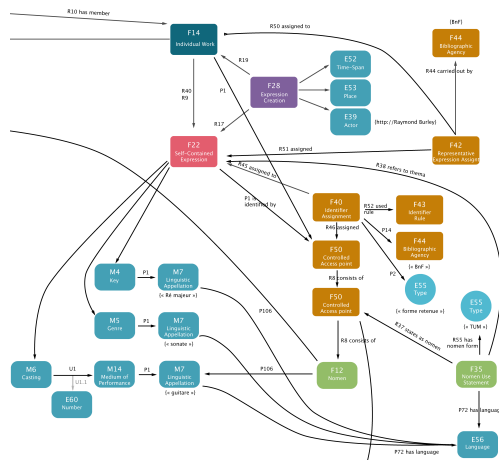 R10 has member
R50 assigned to
(BnF)
F14
Individual Work
F44
Bibliographic
Agency
R19
E52
Time-Span
R44 carried out by
R40
R9
P1
F28
Expression
Creation
E53
Place
E39
Actor
(http://Raymond Burley)
R17
F22
Self-Contained
Expression
R51 assigned
F42
Representative
Expression Assignm
R45 assigned to
R38 refers to thema
P1 is
identified by
F40
Identifier
Assignment
R52 used
rule
F43
Identifier
Rule
R46 assigned
P14
F44
Bibliographic
Agency
(« BnF »)
F50
Controlled
Access point
P2
M4
Key
P1
M7
Linguistic
Appellation
(« Ré majeur »)
R8 consists of
E55
Type
(« forme retenue »)
F50
Controlled
Access point
E55
Type
(« TUM »)
P106
M5
Genre
P1
M7
Linguistic
Appellation
(« sonate »)
R37 states as nomen
R55 has
nomen form
R8 consists of
M6
Casting
U1
M14
Medium of
Performance
P1
M7
Linguistic
Appellation
(« guitare »)
P106
F12
Nomen
F35
Nomen Use
Statement
U1.1
E60
Number
P72 has languag
E56
Language
P72 has language